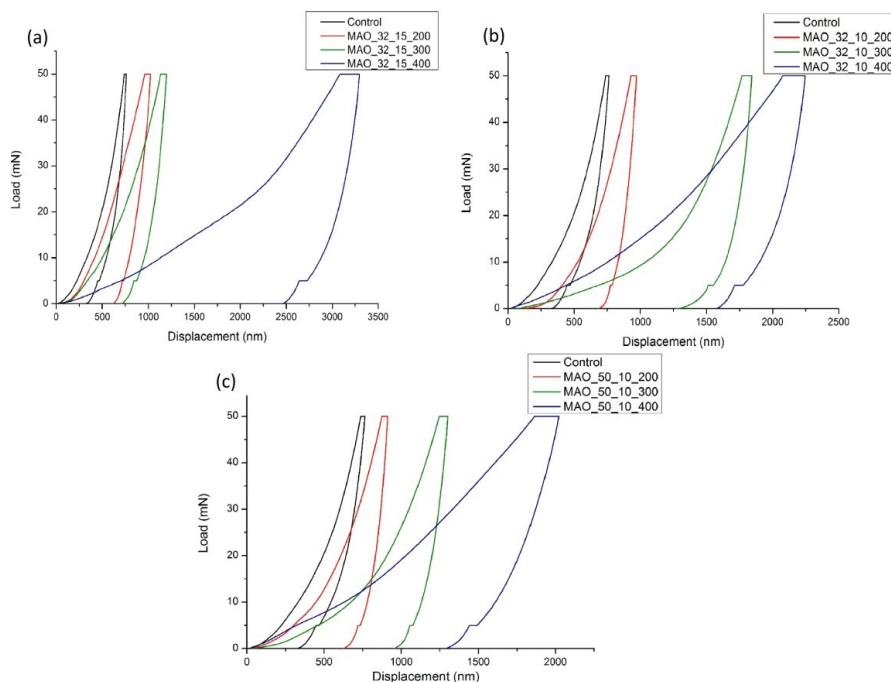 (a)
Control
MAO_32_15_200
MAO_32_15_300
MAO_32_15_400
50
40
30
20
10
0
Load (mN)
0 500 1000 1500 2000 2500 3000 3500
Displacement (nm)
(b)
Control
MAO_32_10_200
MAO_32_10_300
MAO_32_10_400
50
40
30
20
10
0
Load (mN)
0 500 1000 1500 2000 2500
Displacement (nm)
(c)
Control
MAO_50_10_200
MAO_50_10_300
MAO_50_10_400
50
40
30
20
10
0
Load (mN)
0 500 1000 1500 2000
Displacement (nm)